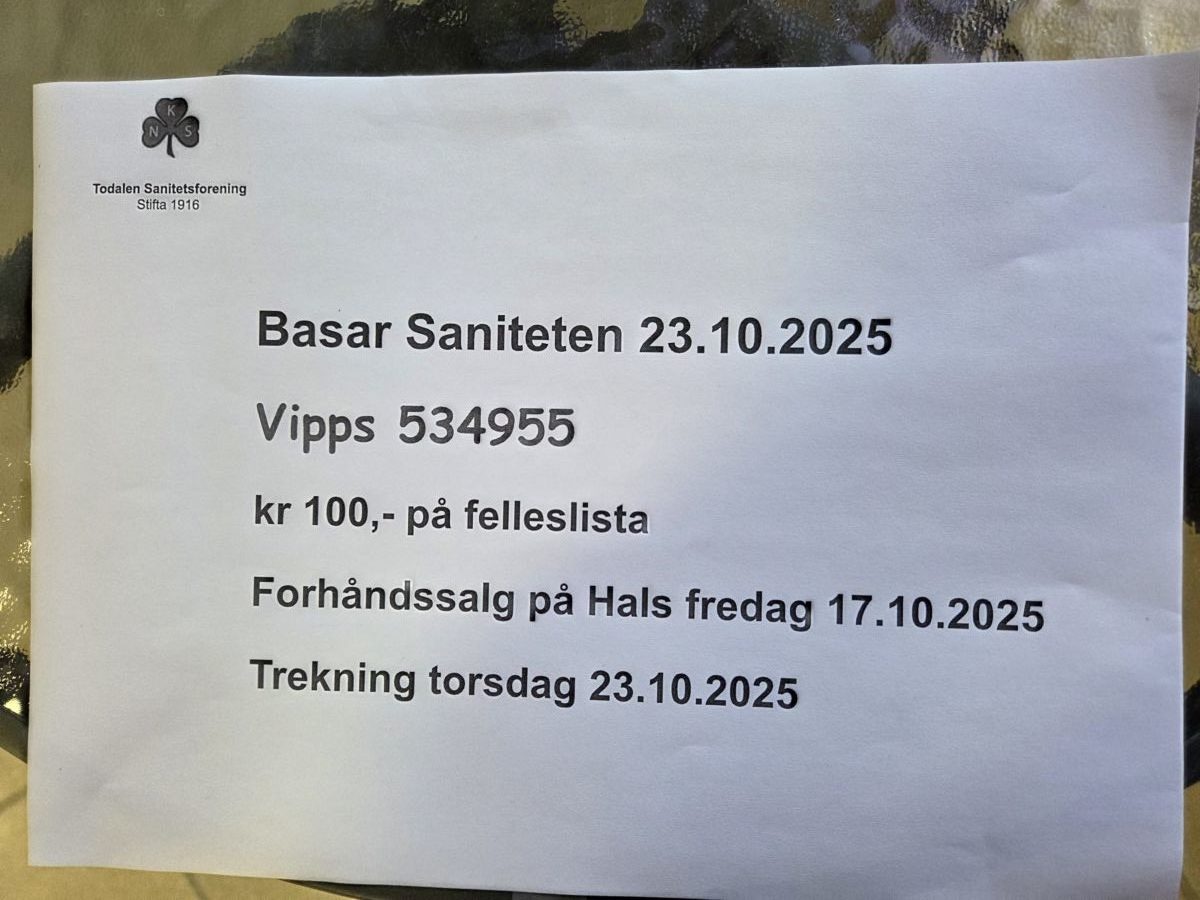 K
N S
Todalen Sanitetsforening
Stifta 1916
Basar Saniteten 23.10.2025
Vipps 534955
kr 100,- på felleslista
Forhåndssalg på Hals fredag 17.10.2025
Trekning torsdag 23.10.2025